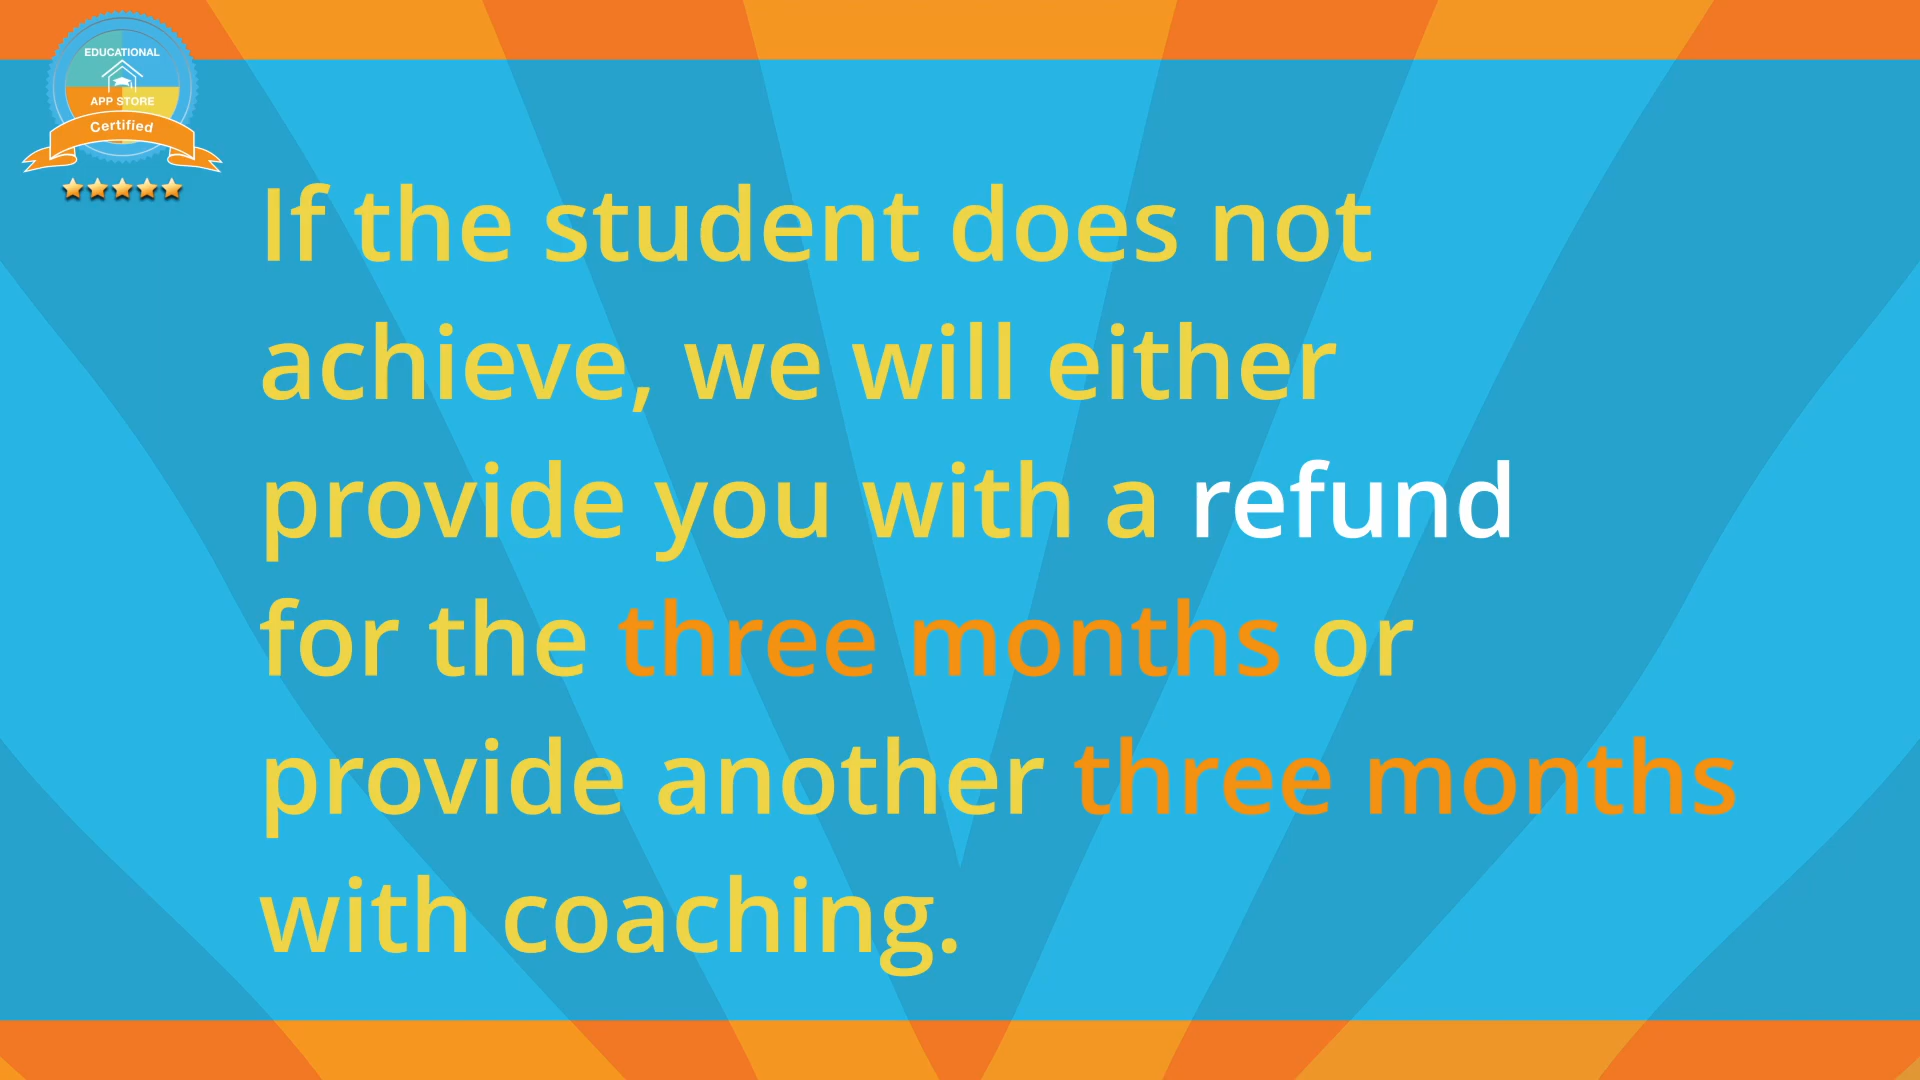 EDUCATIONAL
APP STORE
Certified
If the student does not
achieve, we will either
provide you with a refund
for the three months or
provide another three months
with coaching.